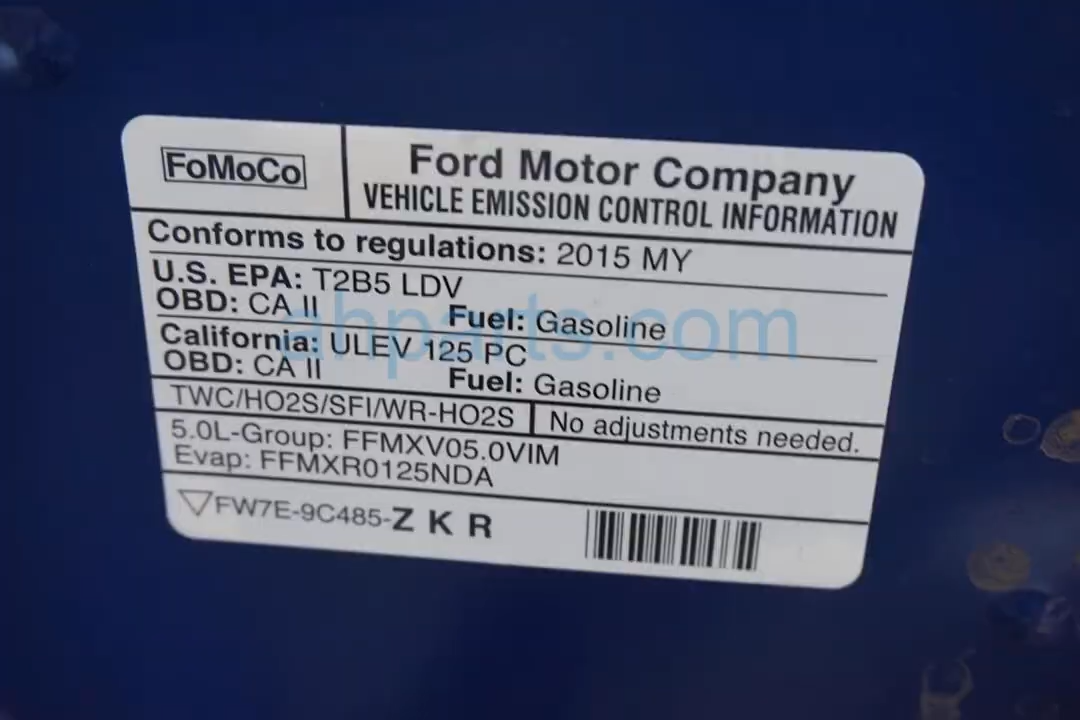 FoMoCo
Ford Motor Company
VEHICLE EMISSION CONTROL INFORMATION
Conforms to regulations: 2015 MY
U.S. EPA: T2B5 LDV
OBD: CA II Fuel: Gasoline
California: ULEV 125 PC
OBD: CA II Fuel: Gasoline
TWC/HO2S/SFI/WR-HO2S No adjustments needed.
5.0L-Group: FFMXV05.0VIM
Evap: FFMXR0125NDA
FW7E-9C485-Z K R
ahparts.com